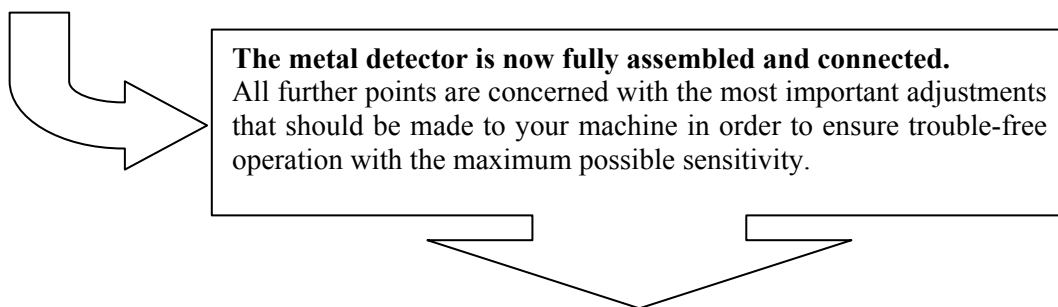 The metal detector is now fully assembled and connected.
All further points are concerned with the most important adjustments
that should be made to your machine in order to ensure trouble-free
operation with the maximum possible sensitivity.